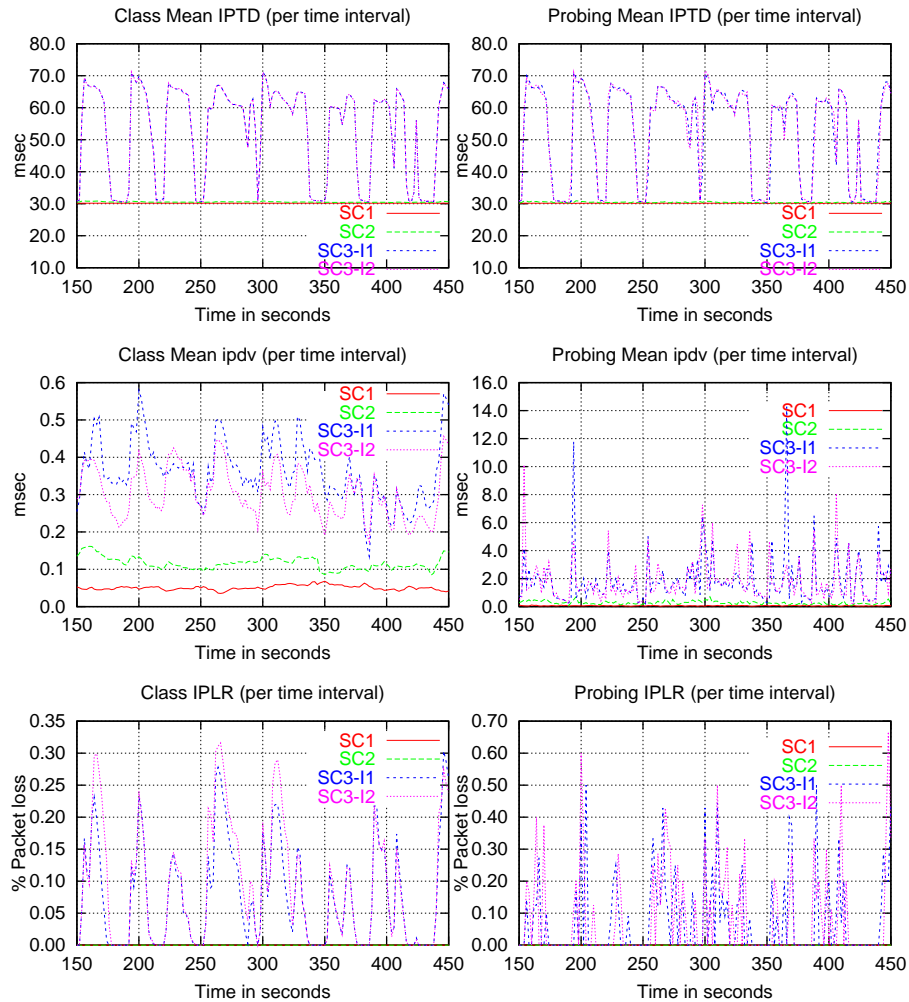 Class Mean IPTD (per time interval)
80.0
70.0
60.0
50.0
40.0
30.0
20.0
10.0
msec
SC1
SC2
SC3-I1
SC3-I2
150 200 250 300 350 400 450
Time in seconds
Probing Mean IPTD (per time interval)
80.0
70.0
60.0
50.0
40.0
30.0
20.0
10.0
msec
SC1
SC2
SC3-I1
SC3-I2
150 200 250 300 350 400 450
Time in seconds
Class Mean ipdv (per time interval)
0.6
0.5
0.4
0.3
0.2
0.1
0.0
msec
SC1
SC2
SC3-I1
SC3-I2
150 200 250 300 350 400 450
Time in seconds
Probing Mean ipdv (per time interval)
16.0
14.0
12.0
10.0
8.0
6.0
4.0
2.0
0.0
msec
SC1
SC2
SC3-I1
SC3-I2
150 200 250 300 350 400 450
Time in seconds
Class IPLR (per time interval)
0.35
0.30
0.25
0.20
0.15
0.10
0.05
0.00
% Packet loss
SC1
SC2
SC3-I1
SC3-I2
150 200 250 300 350 400 450
Time in seconds
Probing IPLR (per time interval)
0.70
0.60
0.50
0.40
0.30
0.20
0.10
0.00
% Packet loss
SC1
SC2
SC3-I1
SC3-I2
150 200 250 300 350 400 450
Time in seconds